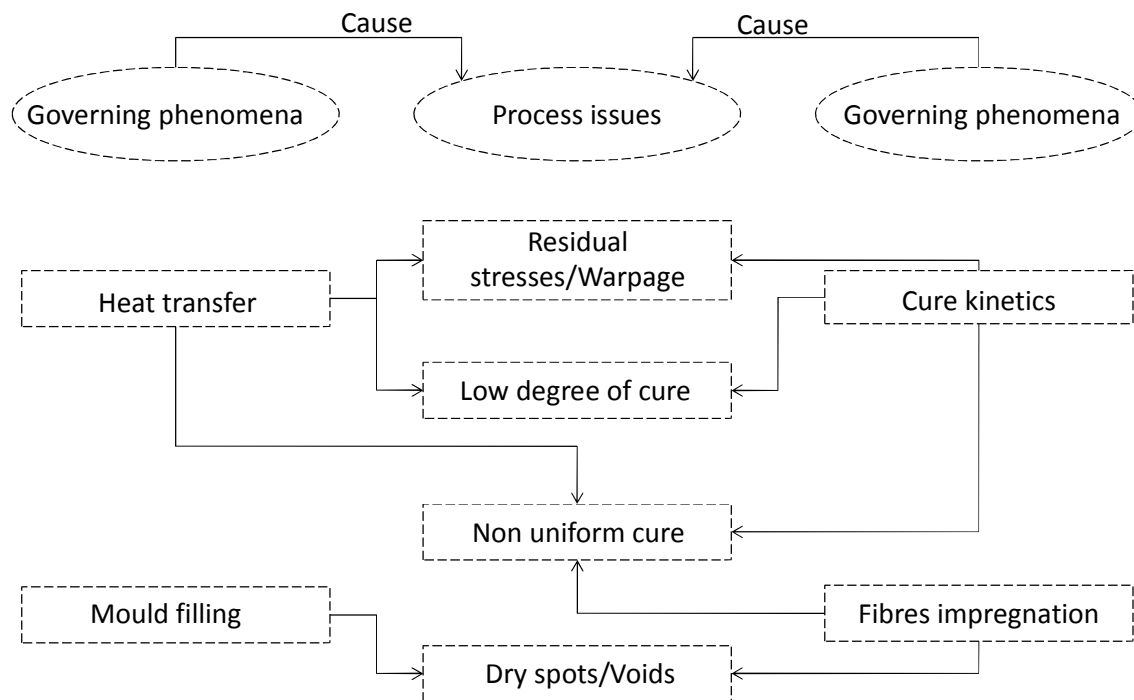 Cause
Cause
Governing phenomena
Process issues
Governing phenomena
Residual
stresses/Warpage
Heat transfer
Cure kinetics
Low degree of cure
Non uniform cure
Mould filling
Fibres impregnation
Dry spots/Voids